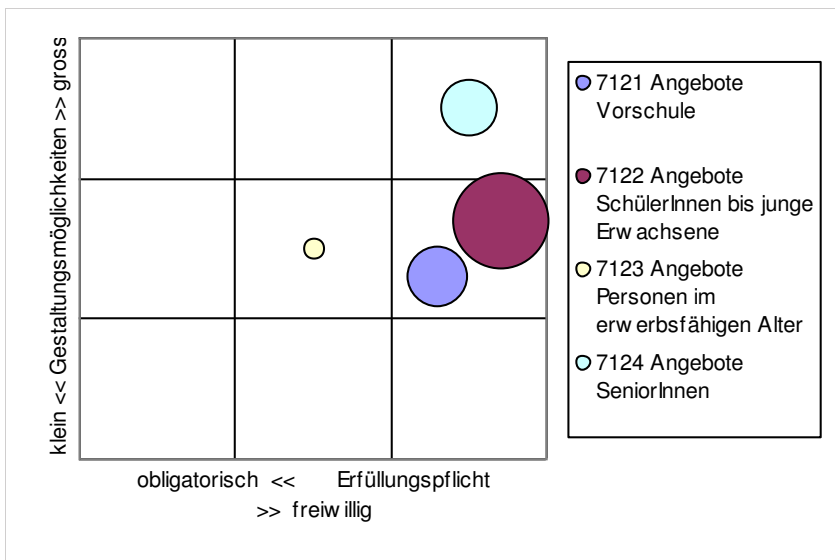 klein << Gestaltungsmöglichkeiten >> gross
7121 Angebote
Vorschule
7122 Angebote
SchülerInnen bis junge
Erwachsene
7123 Angebote
Personen im
erwerbsfähigen Alter
7124 Angebote
SeniorInnen
obligatorisch << Erfüllungspflicht
>> freiwillig